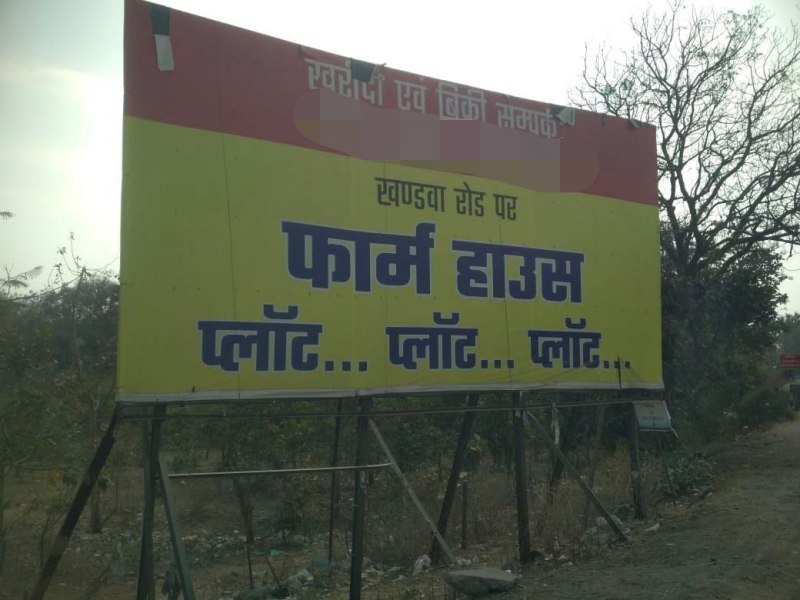 खरीदी एवं बिक्री सम्पर्क
खण्डवा रोड पर
फार्म हाउस
प्लॉट... प्लॉट... प्लॉट...